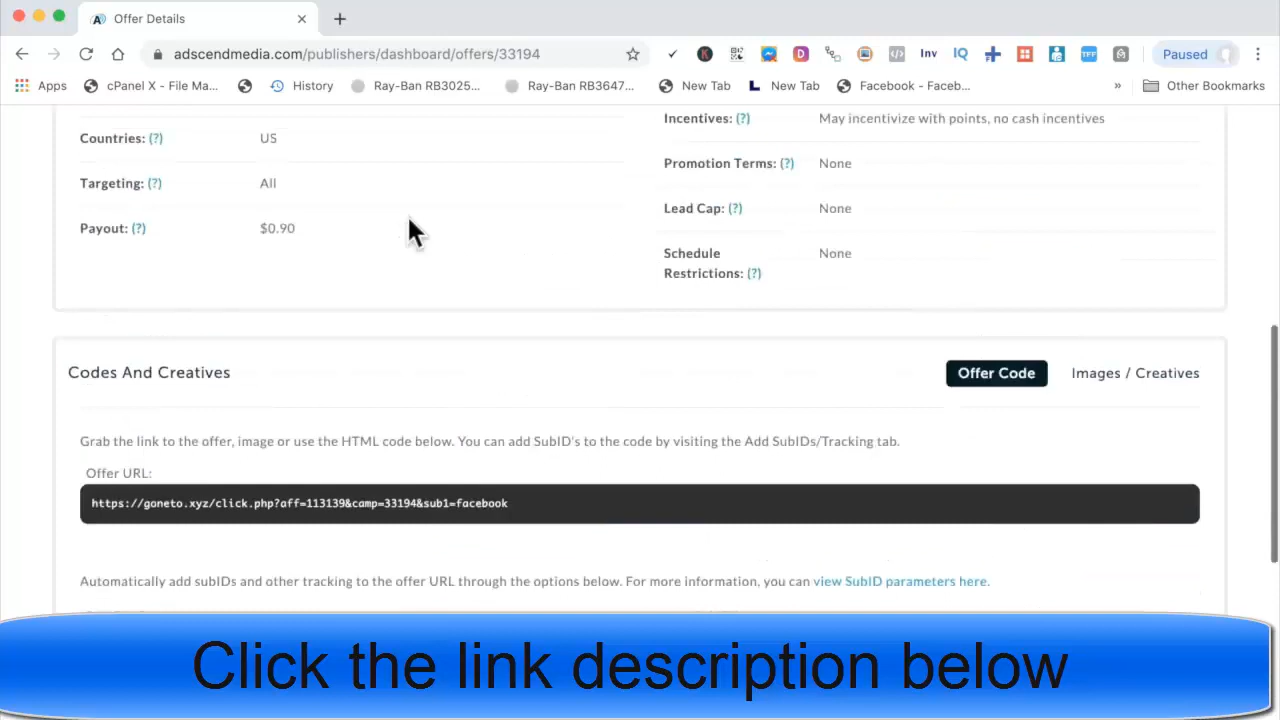 Offer Details
adscendmedia.com/publishers/dashboard/offers/33194
Inv
IQ
TFF
Paused
Apps
cPanel X - File Ma...
History
Ray-Ban RB3025...
Ray-Ban RB3647...
New Tab
New Tab
Facebook - Faceb...
»
Other Bookmarks
Countries: (?) US
Targeting: (?) All
Payout: (?) $0.90
Incentives: (?) May incentivize with points, no cash incentives
Promotion Terms: (?) None
Lead Cap: (?) None
Schedule None
Restrictions: (?)
Codes And Creatives
Offer Code
Images / Creatives
Grab the link to the offer, image or use the HTML code below. You can add SubID's to the code by visiting the Add SubIDs/Tracking tab.
Offer URL:
https://goneto.xyz/click.php?aff=113139&camp=33194&sub1=facebook
Automatically add subIDs and other tracking to the offer URL through the options below. For more information, you can view SubID parameters here.
Click the link description below